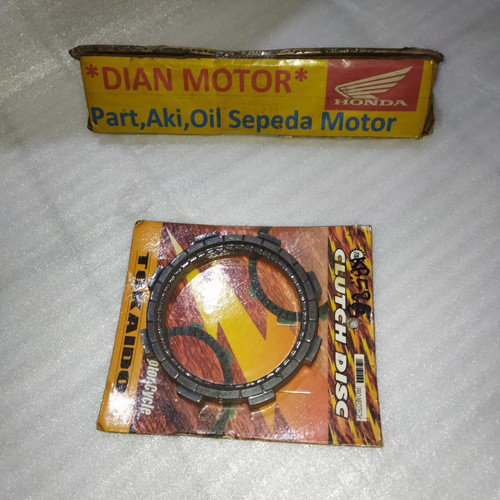 *DIAN MOTOR*
HONDA
Part,Aki,Oil Sepeda Motor
CLUTCH DISC
TOKAIDO